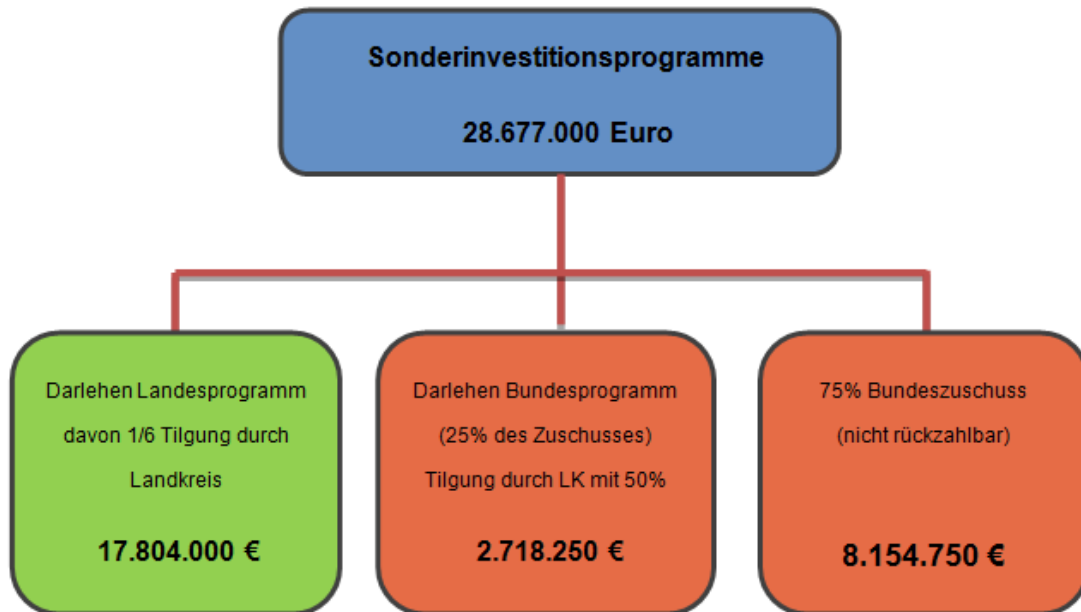 Sonderinvestitionsprogramme
28.677.000 Euro
Darlehen Landesprogramm
davon 1/6 Tilgung durch
Landkreis
17.804.000 €
Darlehen Bundesprogramm
(25% des Zuschusses)
Tilgung durch LK mit 50%
2.718.250 €
75% Bundeszuschuss
(nicht rückzahlbar)
8.154.750 €